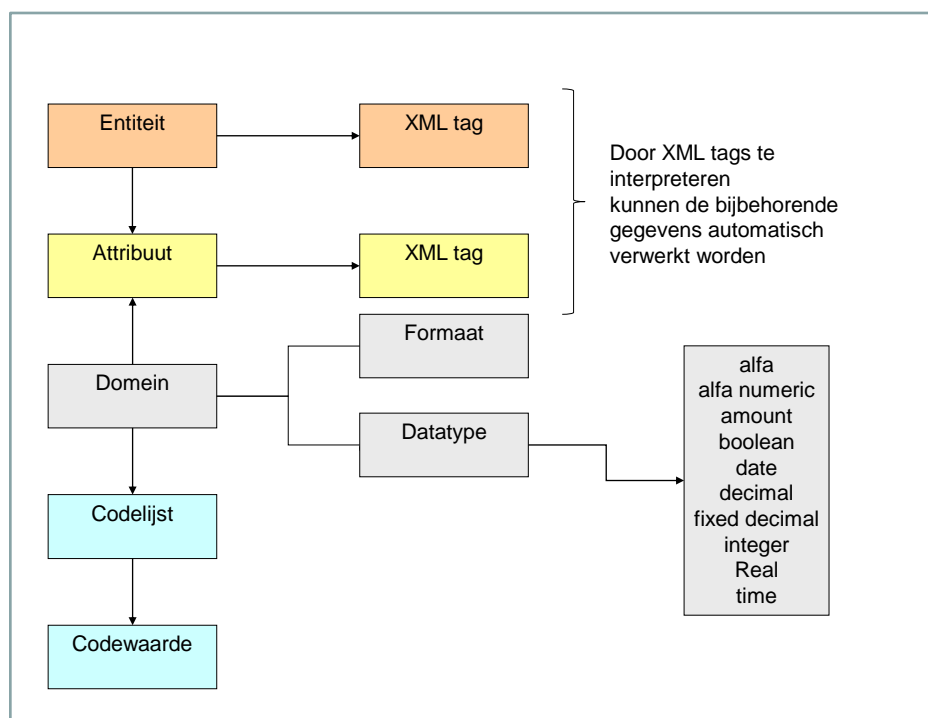 Entiteit
XML tag
Door XML tags te
interpreteren
kunnen de bijbehorende
gegevens automatisch
verwerkt worden
Attribuut
XML tag
Formaat
Domein
Datatype
alfa
alfa numeric
amount
boolean
date
decimal
fixed decimal
integer
Real
time
Codelijst
Codewaarde